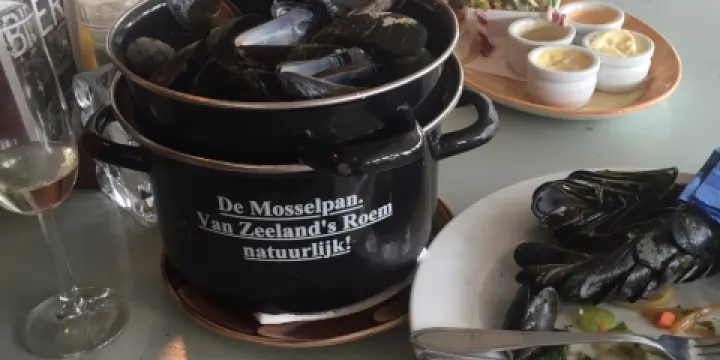 De Mosselpan.
Van Zeeland's Roem
natuurlijk!